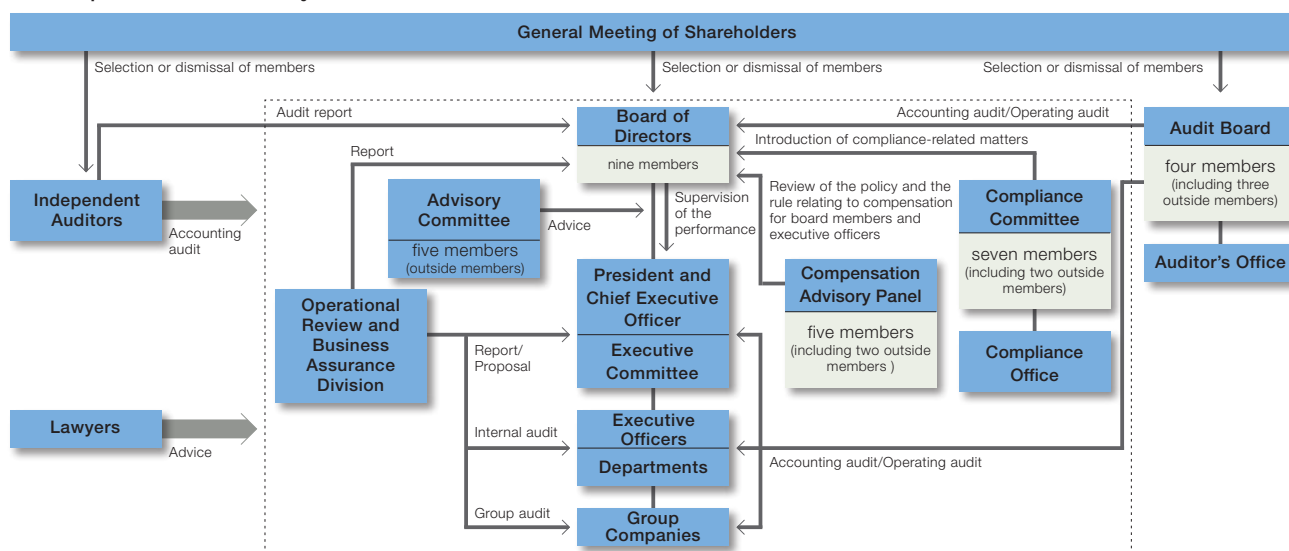 General Meeting of Shareholders
Selection or dismissal of members
Selection or dismissal of members
Selection or dismissal of members
Audit report
Board of
Directors
nine members
Accounting audit/Operating audit
Audit Board
four members
(including three
outside members)
Introduction of compliance-related matters
Report
Independent
Auditors
Accounting
audit
Advisory
Committee
five members
(outside members)
Advice
Supervision
of the
performance
Review of the policy and the
rule relating to compensation
for board members and
executive officers
Compliance
Committee
seven members
(including two outside
members)
Auditor's Office
Operational
Review and
Business
Assurance
Division
President and
Chief Executive
Officer
Executive
Committee
Compensation
Advisory Panel
five members
(including two outside
members )
Compliance
Office
Report/
Proposal
Lawyers
Advice
Internal audit
Executive
Officers
Departments
Accounting audit/Operating audit
Group audit
Group
Companies